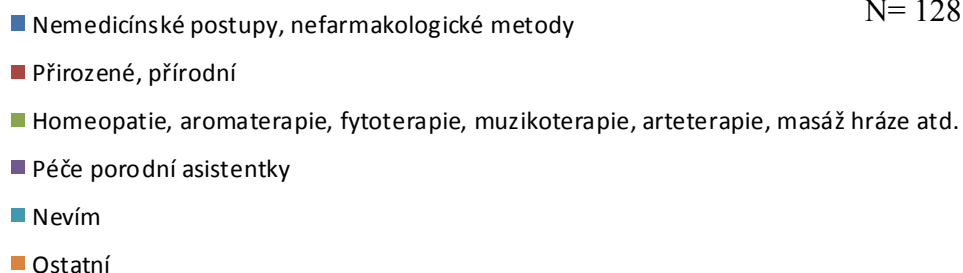 N= 128
Nemedicínské postupy, nefarmakologické metody
Přirozené, přírodní
Homeopatie, aromaterapie, fytoterapie, muzikoterapie, arteterapie, masáž hráze atd.
Péče porodní asistentky
Nevím
Ostatní